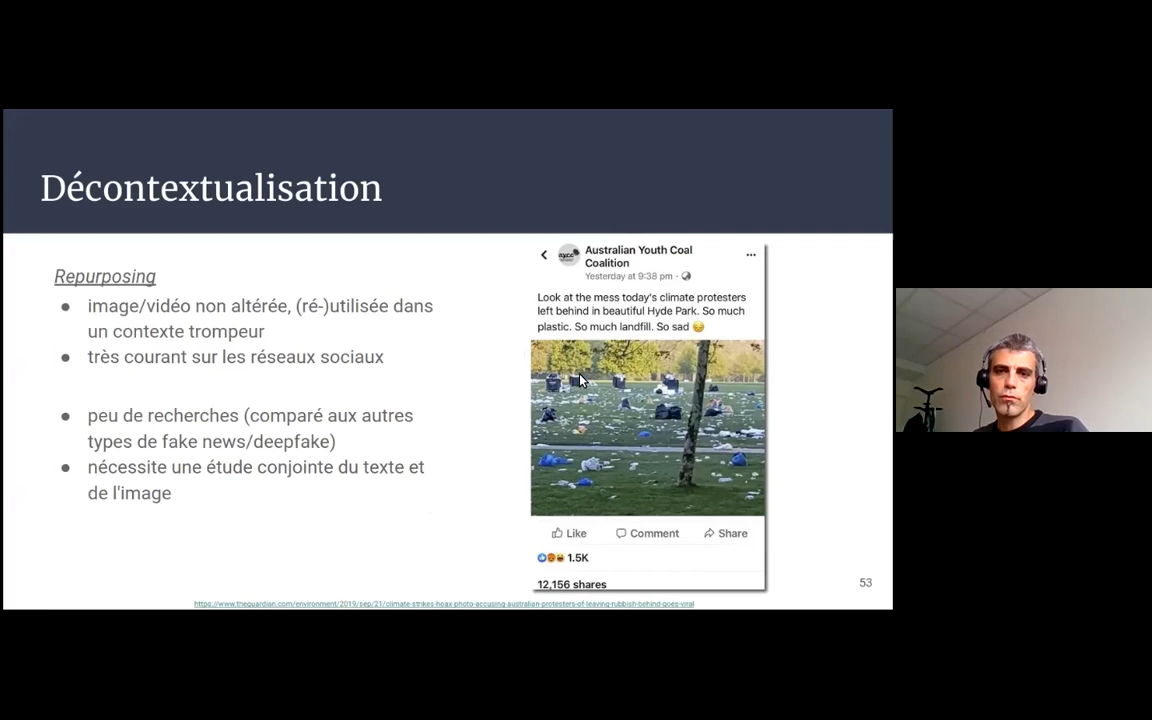 Décontextualisation
Repurposing
● image/vidéo non altérée, (ré-)utilisée dans
un contexte trompeur
● très courant sur les réseaux sociaux
● peu de recherches (comparé aux autres
types de fake news/deepfake)
● nécessite une étude conjointe du texte et
de l'image
Australian Youth Coal
Coalition
Yesterday at 9:38 pm ·
Look at the mess today's climate protesters
left behind in beautiful Hyde Park. So much
plastic. So much landfill. So sad 😔
Like Comment Share
1.5K
12,156 shares
53
https://www.theguardian.com/environment/2019/sep/21/climate-strikes-hoax-photo-accusing-australian-protesters-of-leaving-rubbish-behind-goes-viral